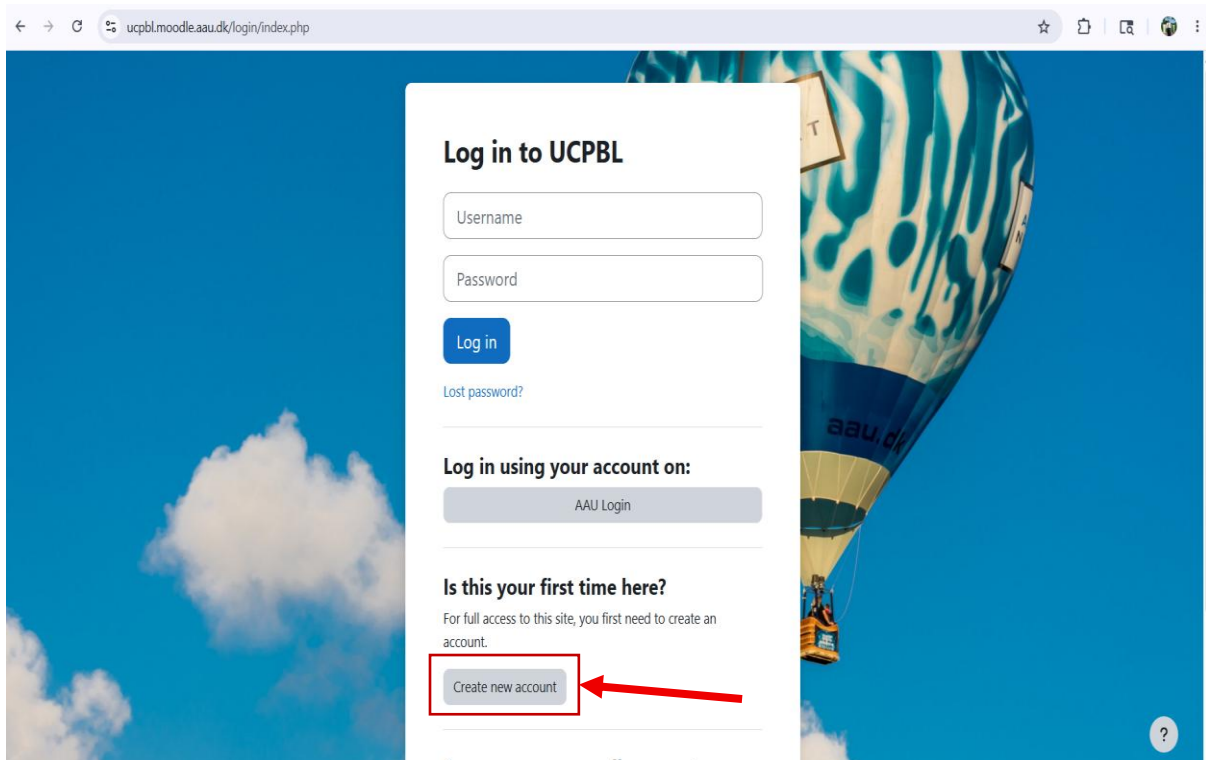 ucpbl.moodle.aau.dk/login/index.php
T
Log in to UCPBL
Username
Password
Log in
Lost password?
aau.dk
Log in using your account on:
AAU Login
Is this your first time here?
For full access to this site, you first need to create an
account.
Create new account
?